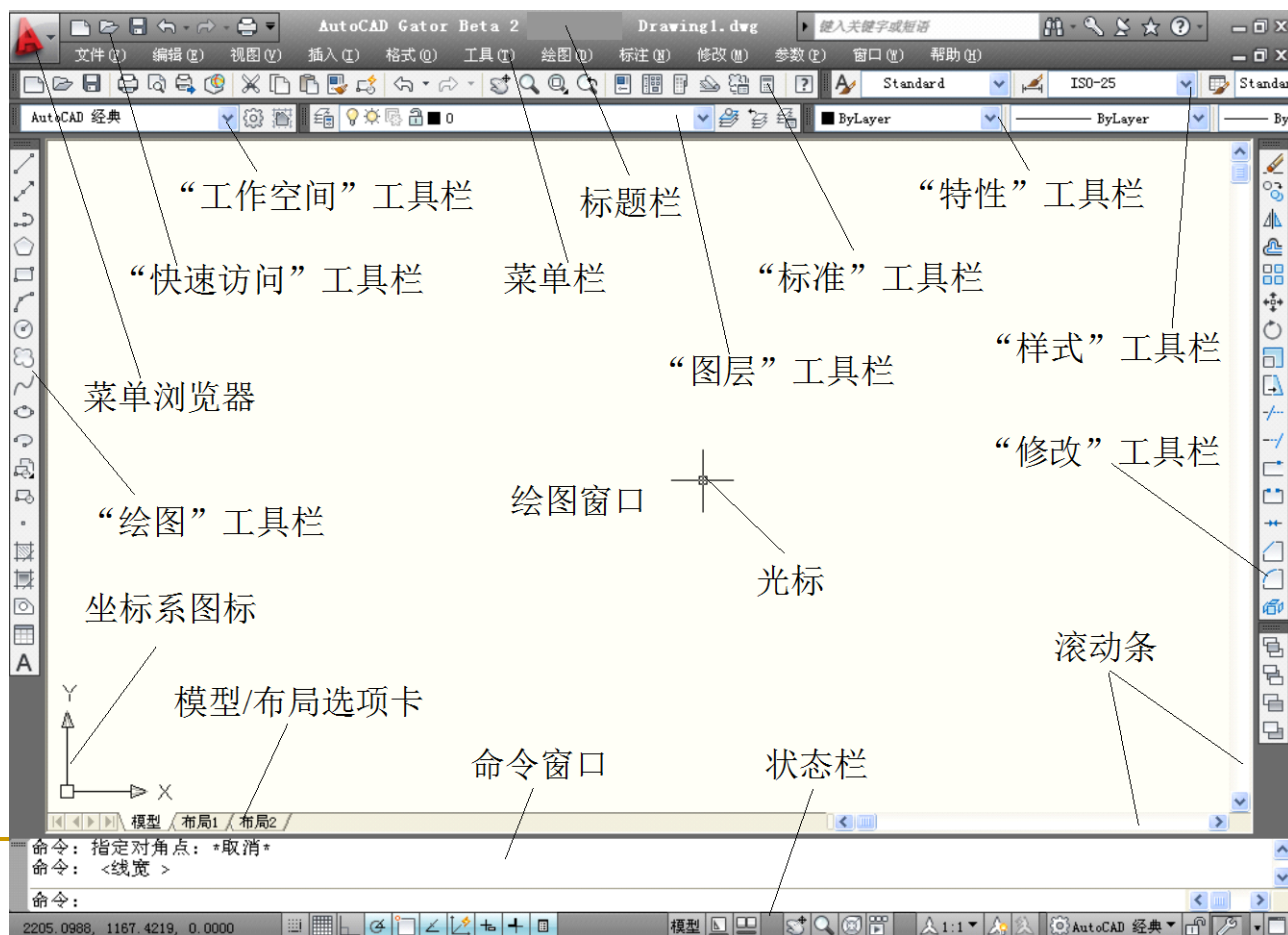 AutoCAD Gator Beta 2 Drawing1.dwg 键入关键字或短语
文件(F) 编辑(E) 视图(V) 插入(I) 格式(O) 工具(T) 绘图(D) 标注(N) 修改(M) 参数(P) 窗口(W) 帮助(H)
Standard ISO-25 Standar
AutoCAD 经典 0 ByLayer ByLayer By
“工作空间”工具栏 标题栏 “特性”工具栏
“快速访问”工具栏 菜单栏 “标准”工具栏
“样式”工具栏
“图层”工具栏
菜单浏览器
“修改”工具栏
绘图窗口
“绘图”工具栏
光标
坐标系图标
滚动条
Y
模型/布局选项卡
命令窗口 状态栏
X
模型 布局1 布局2
命令: 指定对角点: *取消*
命令: <线宽 >
命令:
2205.0988, 1167.4219, 0.0000 模型 1:1 AutoCAD 经典